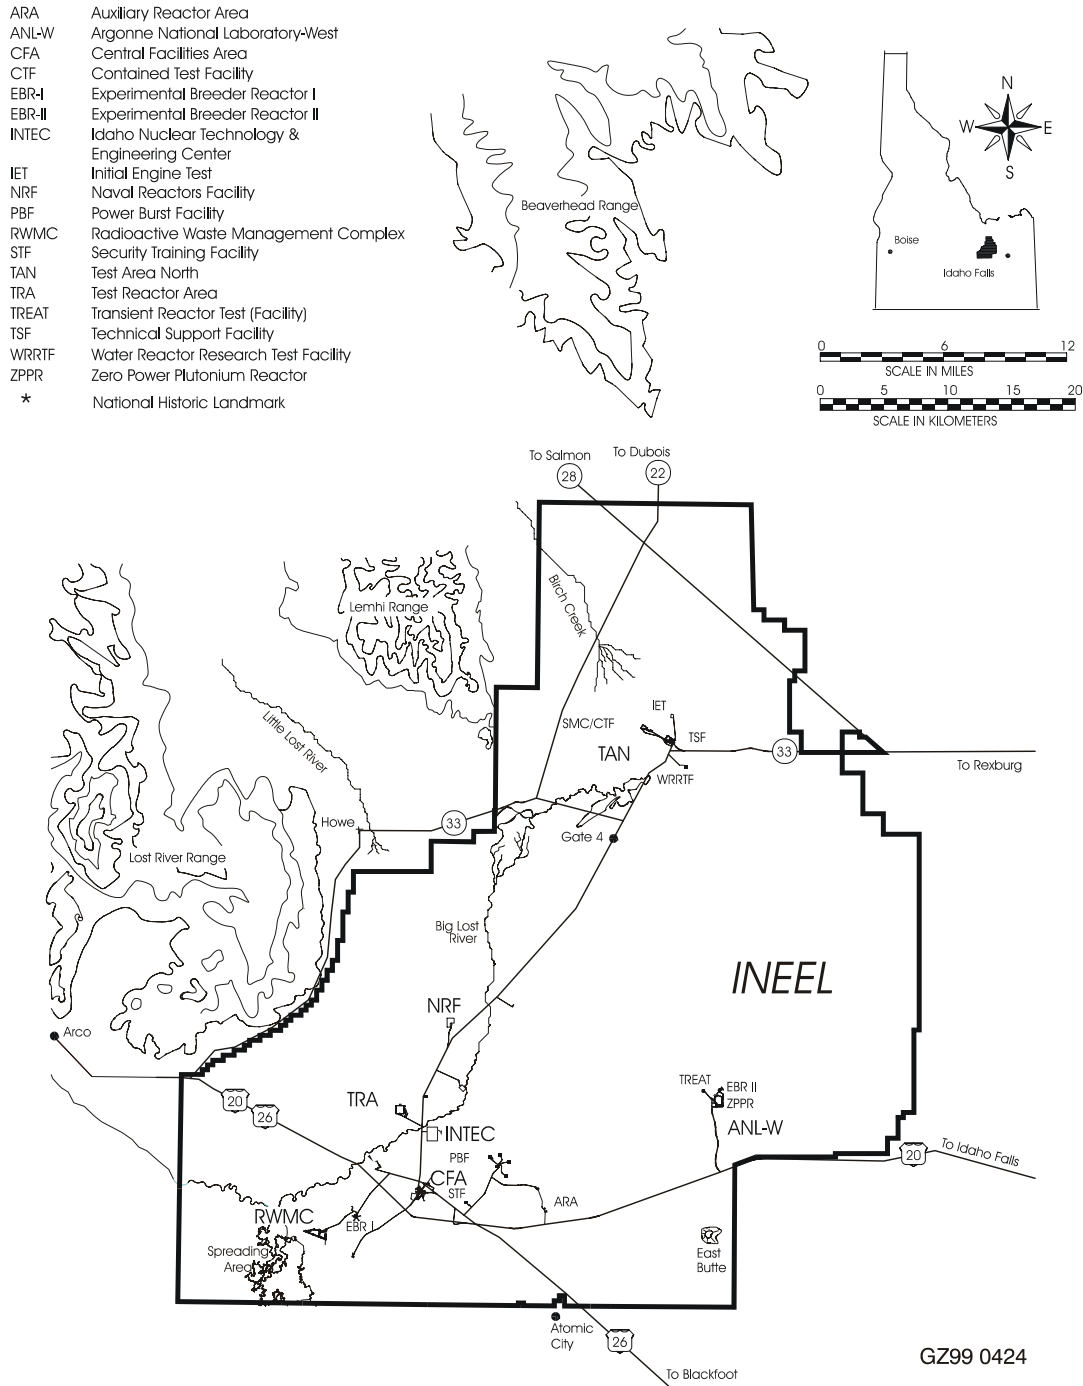 ARA Auxiliary Reactor Area
ANL-W Argonne National Laboratory-West
CFA Central Facilities Area
CTF Contained Test Facility
EBR-I Experimental Breeder Reactor I
EBR-II Experimental Breeder Reactor II
INTEC Idaho Nuclear Technology &
Engineering Center
IET Initial Engine Test
NRF Naval Reactors Facility
PBF Power Burst Facility
RWMC Radioactive Waste Management Complex
STF Security Training Facility
TAN Test Area North
TRA Test Reactor Area
TREAT Transient Reactor Test (Facility)
TSF Technical Support Facility
WRRTF Water Reactor Research Test Facility
ZPPR Zero Power Plutonium Reactor
* National Historic Landmark
Beaverhead Range
N
W E
S
Boise
Idaho Falls
0 6 12
SCALE IN MILES
0 5 10 15 20
SCALE IN KILOMETERS
To Salmon
To Dubois
28
22
Birch Creek
Lemhi Range
Little Lost
River
IET
SMC/CTF
TSF
TAN
33
To Rexburg
WRRTF
Howe
33
Gate 4
Lost River Range
Big Lost
River
INEEL
NRF
Arco
TREAT
EBR II
ZPPR
20
26
TRA
ANL-W
INTEC
PBF
To Idaho Falls
20
CFA
STF
ARA
RWMC
EBR I
Spreading
Area
East
Butte
Atomic
City
26
GZ99 0424
To Blackfoot